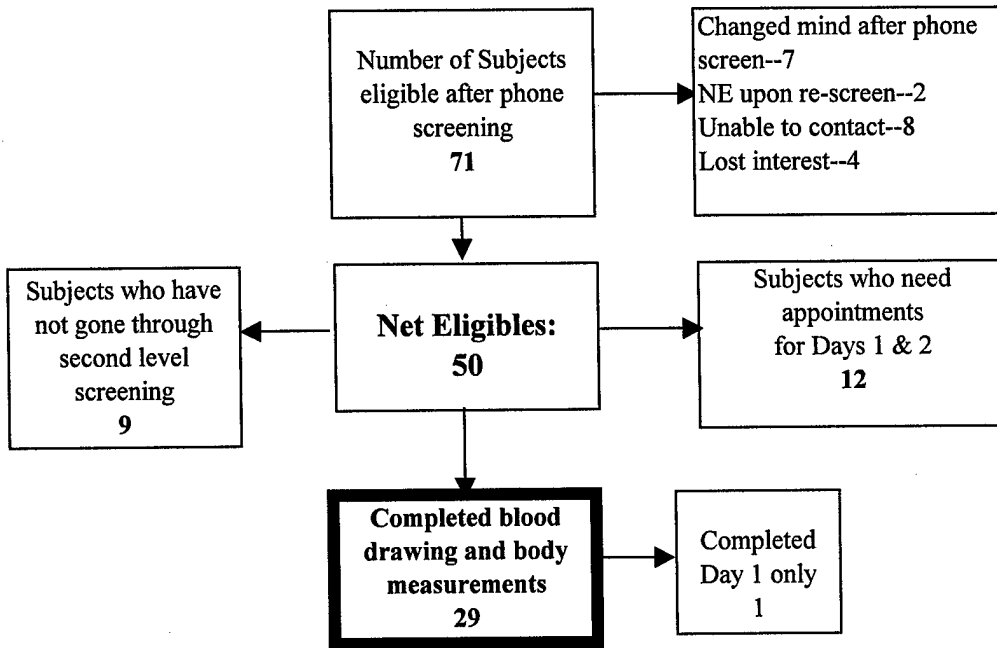 Number of Subjects
eligible after phone
screening
71
Changed mind after phone
screen--7
NE upon re-screen--2
Unable to contact--8
Lost interest--4
Subjects who have
not gone through
second level
screening
9
Net Eligibles:
50
Subjects who need
appointments
for Days 1 & 2
12
Completed blood
drawing and body
measurements
29
Completed
Day 1 only
1